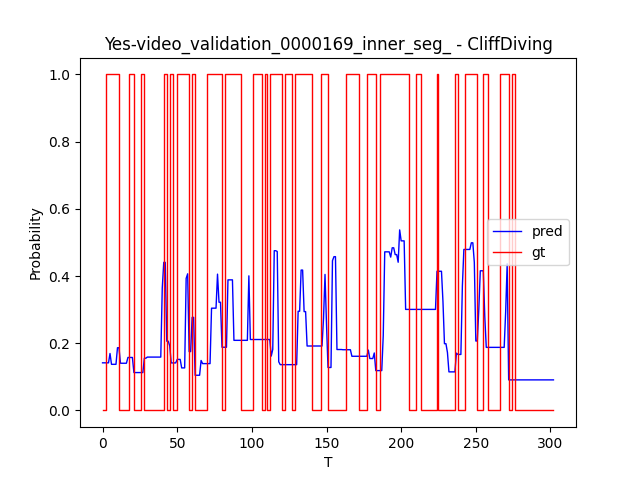 Yes-video_validation_0000169_inner_seg_ - CliffDiving
1.0
0.8
0.6
0.4
0.2
0.0
Probability
pred
gt
0 50 100 150 200 250 300
T